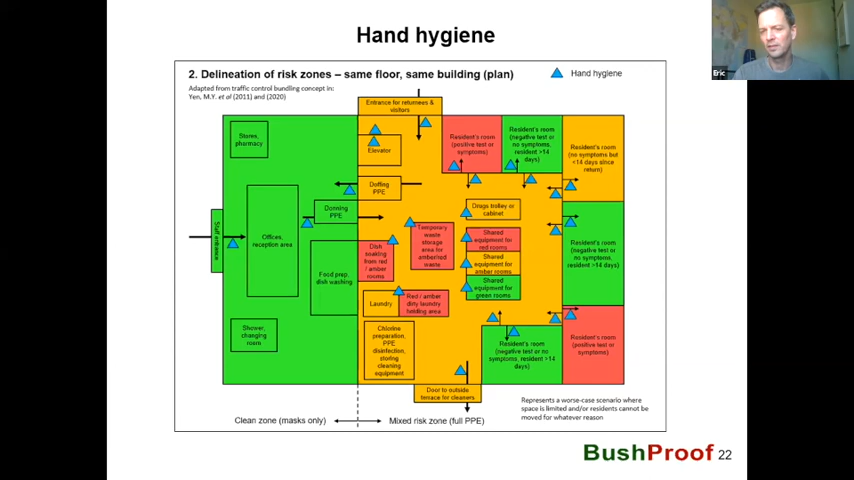 Hand hygiene
Eric
2. Delineation of risk zones – same floor, same building (plan)
Hand hygiene
Adapted from traffic control bundling concept in:
Yen, M.Y. et al (2011) and (2020)
Entrance for returnees &
visitors
Stores,
pharmacy
Elevator
Resident's room
(positive test or
symptoms)
Resident's room
(negative test or
no symptoms,
resident >14
days)
Resident's room
(no symptoms but
<14 days since
return)
Doffing
PPE
Donning
PPE
Drugs trolley or
cabinet
Staff entrance
Offices,
reception area
Temporary
waste
storage
area for
amber/red
waste
Shared
equipment for
red rooms
Shared
equipment for
amber rooms
Shared
equipment for
green rooms
Resident's room
(negative test or
no symptoms,
resident >14 days)
Dish
soaking
from red
/ amber
rooms
Food prep,
dish washing
Laundry
Red / amber
dirty laundry
holding area
Shower,
changing
room
Chlorine
preparation,
PPE
disinfection,
storing
cleaning
equipment
Resident's room
(negative test or no
symptoms, resident >14
days)
Resident's room
(positive test or
symptoms)
Door to outside
terrace for cleaners
Represents a worse-case scenario where
space is limited and/or residents cannot be
moved for whatever reason
Clean zone (masks only)
Mixed risk zone (full PPE)
BushProof 22